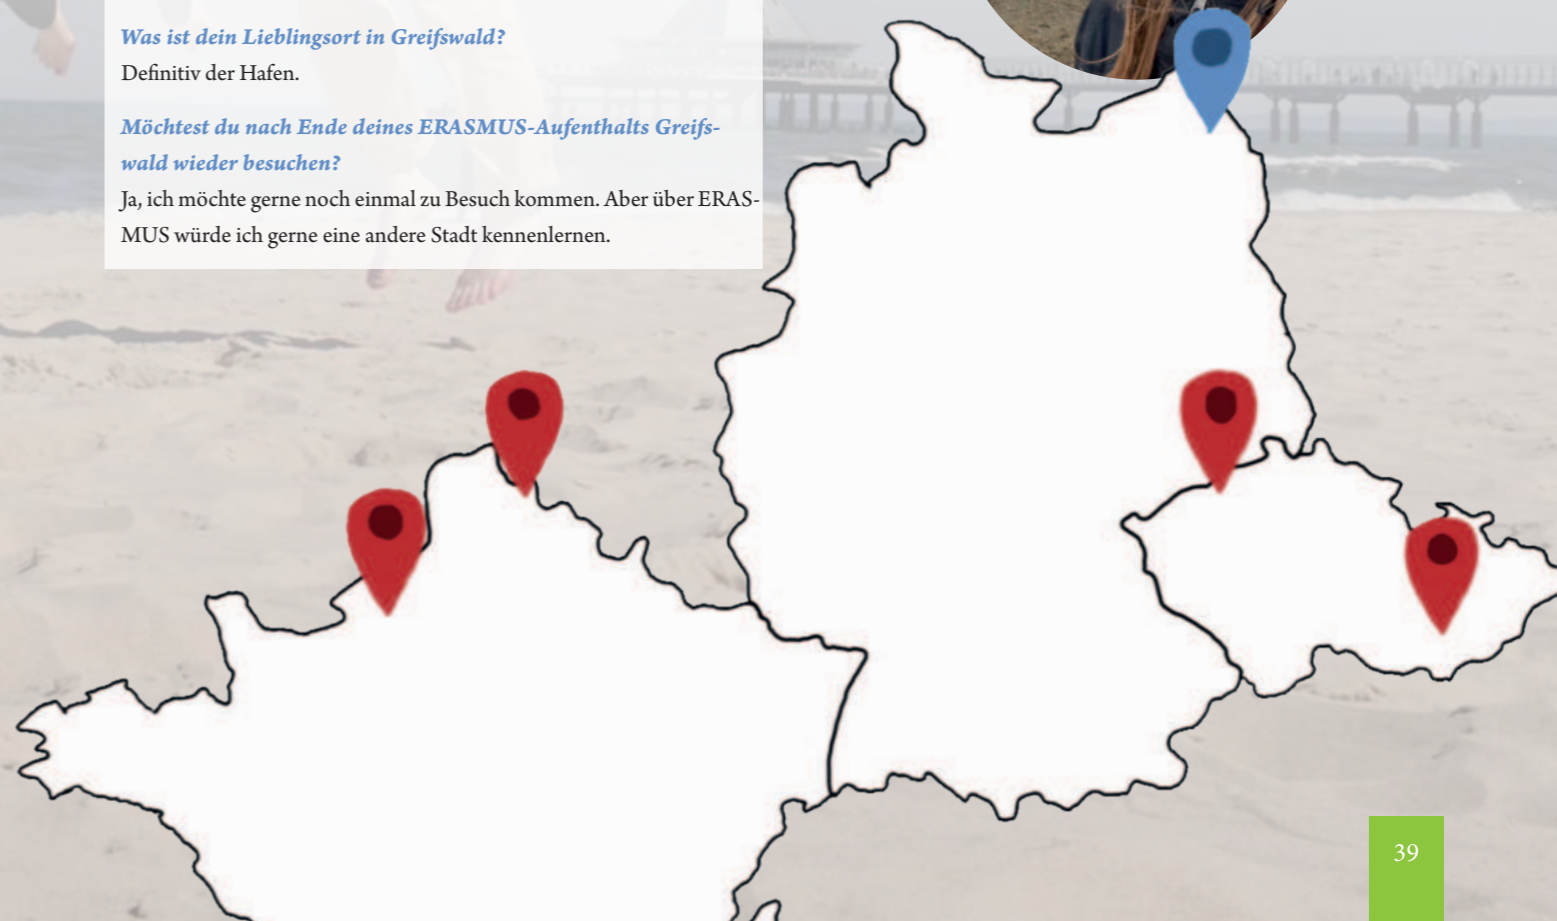 Was ist dein Lieblingsort in Greifswald?
Definitiv der Hafen.
Möchtest du nach Ende deines ERASMUS-Aufenthalts Greifs-
wald wieder besuchen?
Ja, ich möchte gerne noch einmal zu Besuch kommen. Aber über ERAS-
MUS würde ich gerne eine andere Stadt kennenlernen.
39